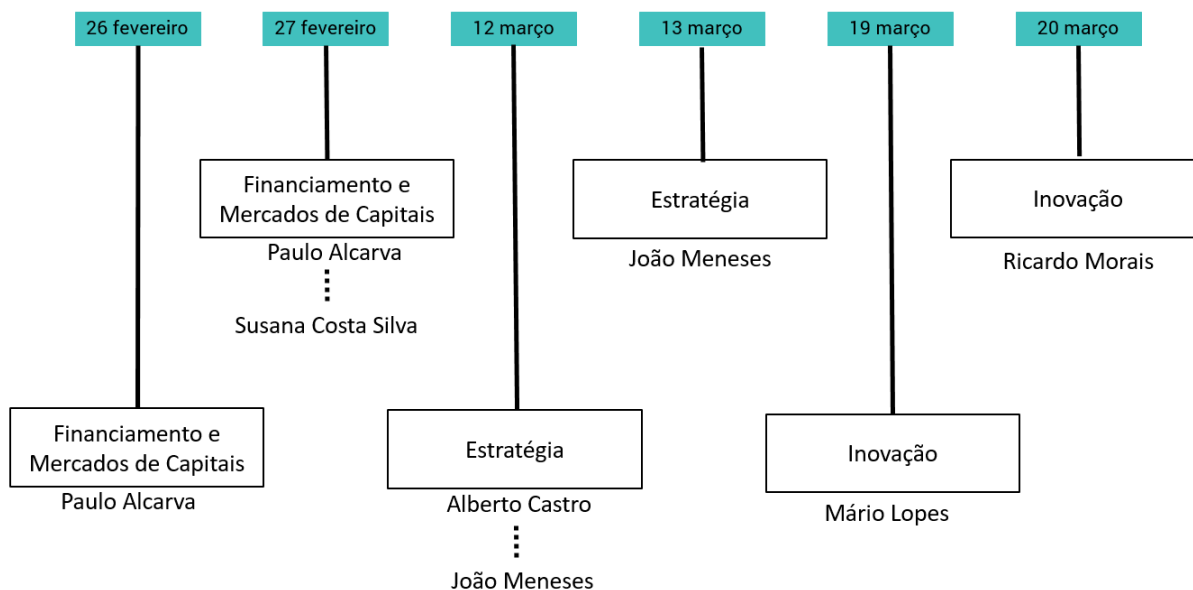 26 fevereiro
27 fevereiro
12 março
13 março
19 março
20 março
Financiamento e
Mercados de Capitais
Paulo Alcarva
Susana Costa Silva
Estratégia
João Meneses
Inovação
Ricardo Morais
Financiamento e
Mercados de Capitais
Paulo Alcarva
Estratégia
Alberto Castro
João Meneses
Inovação
Mário Lopes